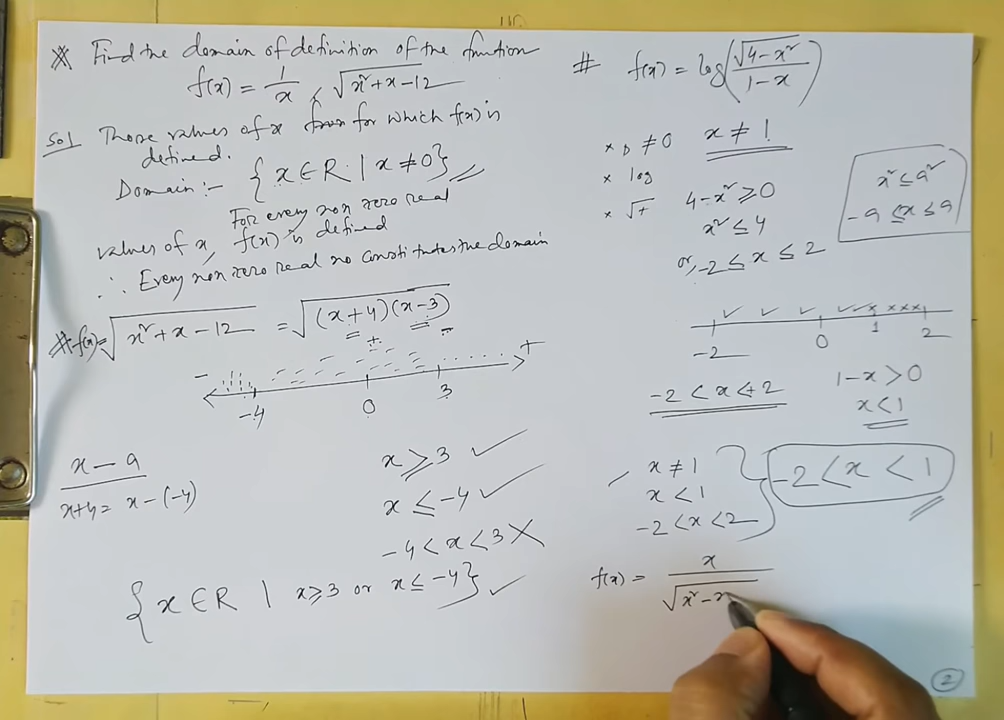 ※ Find the domain of definition of the function
f(x) = 1/x , √(x²+x-12)
Sol Those values of x for which f(x) is
defined.
Domain :- {x ∈ R | x ≠ 0}
For every non zero real
values of x, f(x) is defined
∴ Every non zero real no constitutes the domain
# f(x) = √(x²+x-12) = √((x+4)(x-3))
+ -
- +
-4 0 3
x-a
x+4 = x-(-4)
x ≥ 3 ✓
x ≤ -4 ✓
-4 < x < 3 ✗
{x ∈ R | x ≥ 3 or x ≤ -4} ✓
# f(x) = log(√(4-x²)/(1-x))
× D ≠ 0 x ≠ 1
× log
× √+ 4-x² ≥ 0
x² ≤ 4
or, -2 ≤ x ≤ 2
x² ≤ a²
-a ≤ x ≤ a
-2 0 1 2
-2 < x < +2
1-x > 0
x < 1
x ≠ 1
x < 1
-2 < x < 2
-2 < x < 1
f(x) = x/√(x²-
2